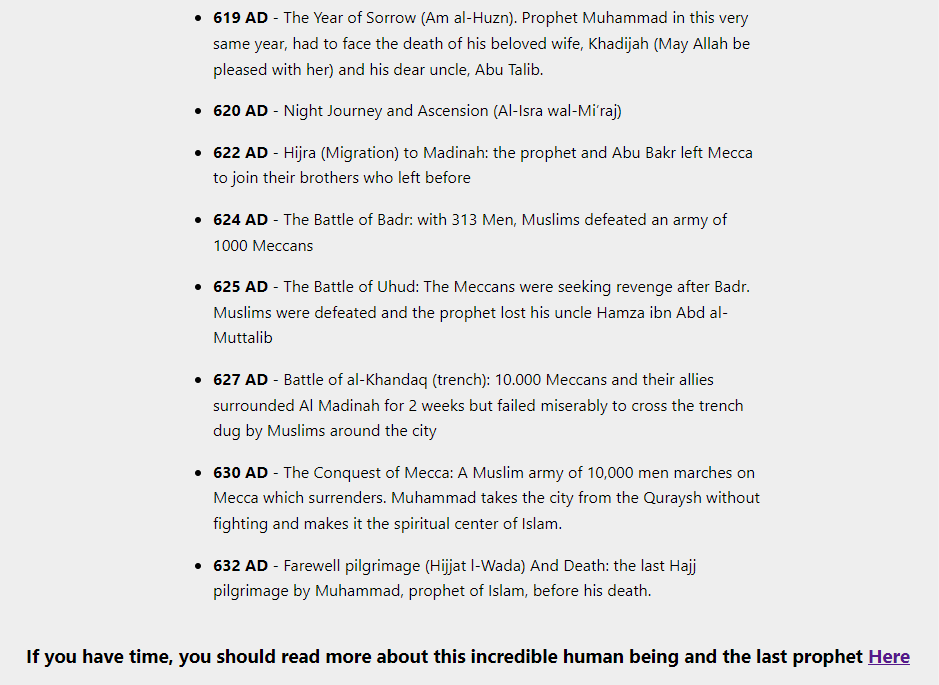 619 AD - The Year of Sorrow (Am al-Huzn). Prophet Muhammad in this very
same year, had to face the death of his beloved wife, Khadijah (May Allah be
pleased with her) and his dear uncle, Abu Talib.
620 AD - Night Journey and Ascension (Al-Isra wal-Mi’raj)
622 AD - Hijra (Migration) to Madinah: the prophet and Abu Bakr left Mecca
to join their brothers who left before
624 AD - The Battle of Badr: with 313 Men, Muslims defeated an army of
1000 Meccans
625 AD - The Battle of Uhud: The Meccans were seeking revenge after Badr.
Muslims were defeated and the prophet lost his uncle Hamza ibn Abd al-
Muttalib
627 AD - Battle of al-Khandaq (trench): 10.000 Meccans and their allies
surrounded Al Madinah for 2 weeks but failed miserably to cross the trench
dug by Muslims around the city
630 AD - The Conquest of Mecca: A Muslim army of 10,000 men marches on
Mecca which surrenders. Muhammad takes the city from the Quraysh without
fighting and makes it the spiritual center of Islam.
632 AD - Farewell pilgrimage (Hijjat l-Wada) And Death: the last Hajj
pilgrimage by Muhammad, prophet of Islam, before his death.
If you have time, you should read more about this incredible human being and the last prophet Here